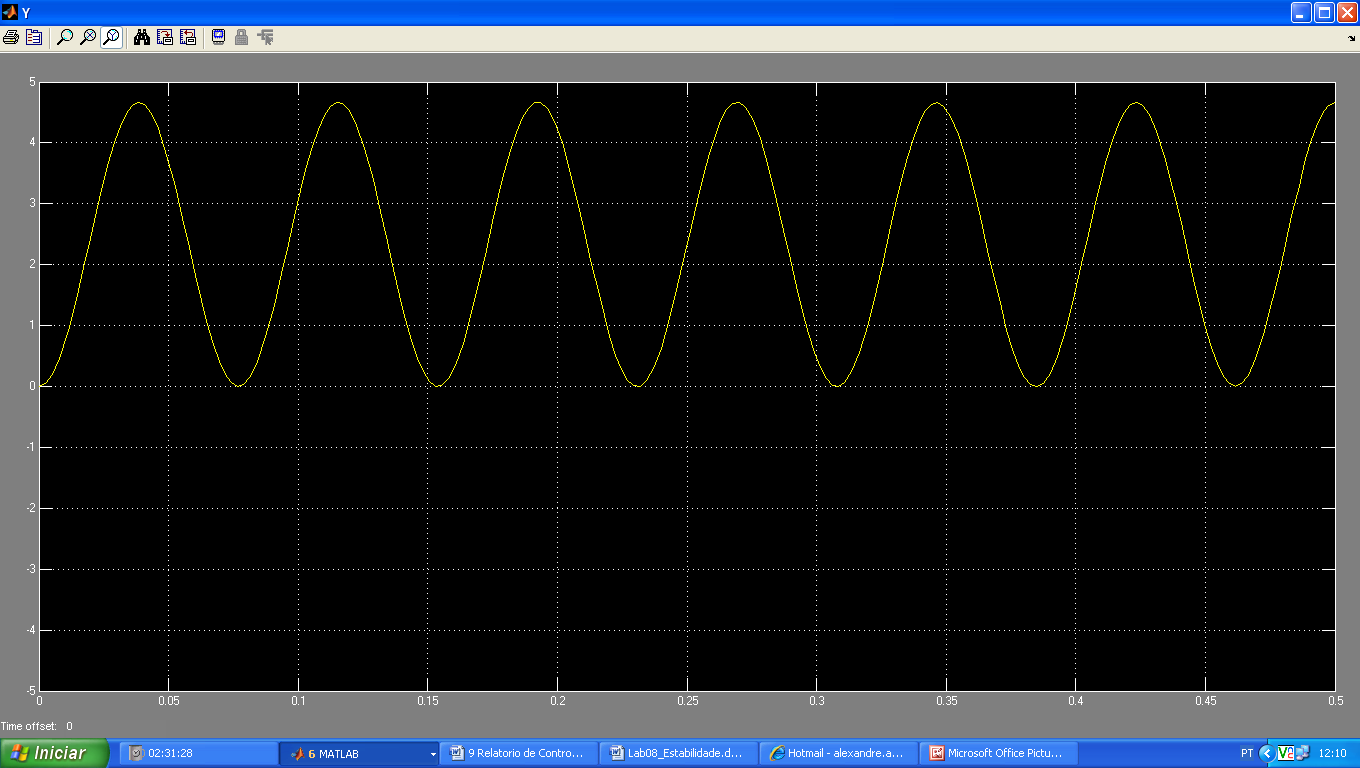 Y
5
4
3
2
1
0
-1
-2
-3
-4
-5
0 0.05 0.1 0.15 0.2 0.25 0.3 0.35 0.4 0.45 0.5
Time offset: 0
Iniciar 02:31:28 6 MATLAB 9 Relatorio de Contro... Lab08_Estabilidade.d... Hotmail - alexandre.a... Microsoft Office Pictu... PT 12:10